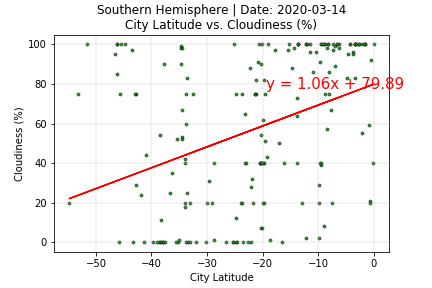 Southern Hemisphere | Date: 2020-03-14
City Latitude vs. Cloudiness (%)
100
80
60
40
20
0
Cloudiness (%)
y = 1.06x + 79.89
−50
−40
−30
−20
−10
0
City Latitude